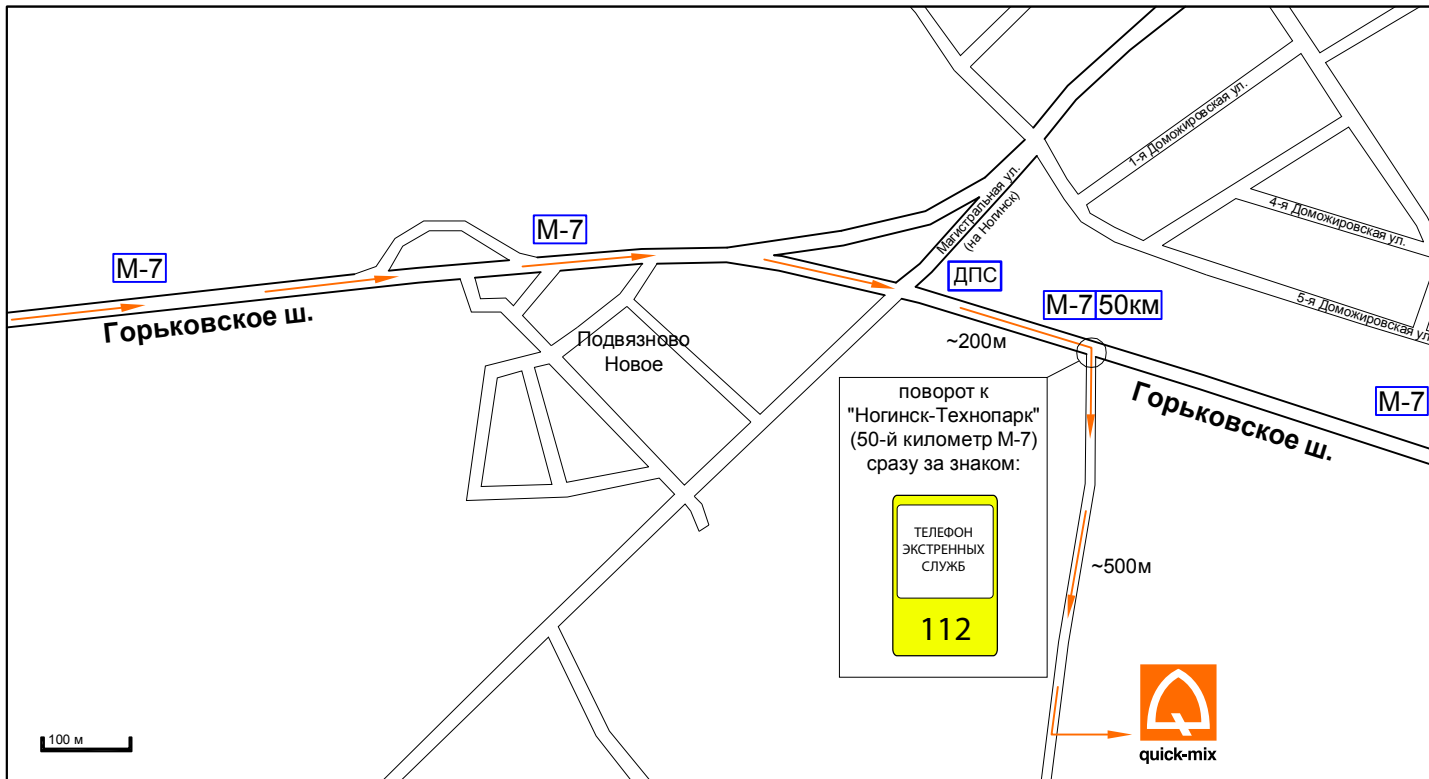 1-я Доможировская ул.
Магистральная ул.
(на Ногинск)
4-я Доможировская ул.
М-7
М-7
ДПС
5-я Доможировская ул
М-7 50км
Горьковское ш.
Подвязново
Новое
~200м
М-7
Горьковское ш.
поворот к
"Ногинск-Технопарк"
(50-й километр М-7)
сразу за знаком:
ТЕЛЕФОН
ЭКСТРЕННЫХ
СЛУЖБ
112
~500м
100 м
quick-mix